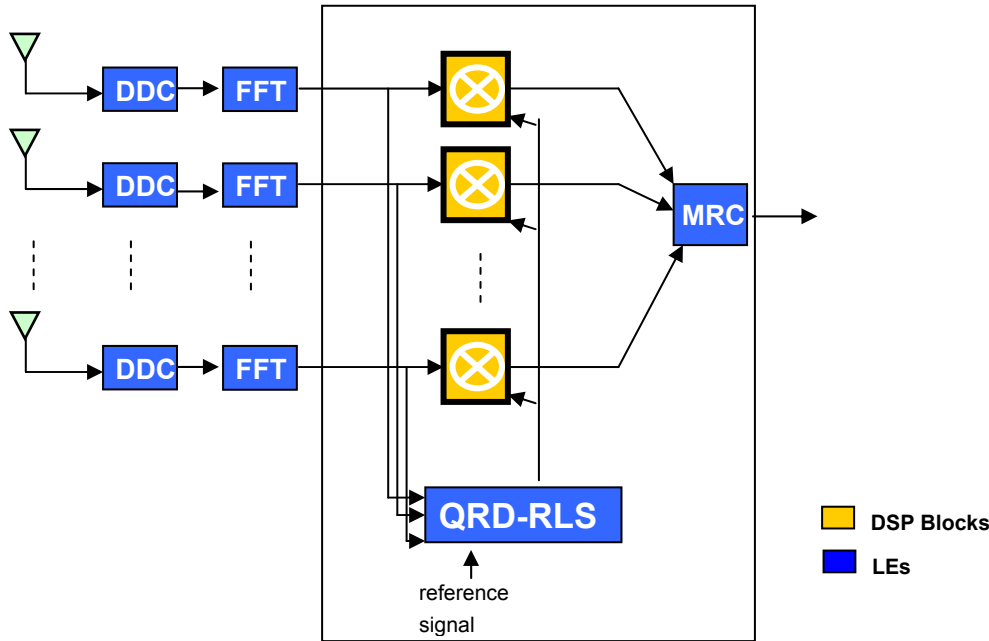 DDC
FFT
DDC
FFT
MRC
DDC
FFT
QRD-RLS
reference
signal
DSP Blocks
LEs